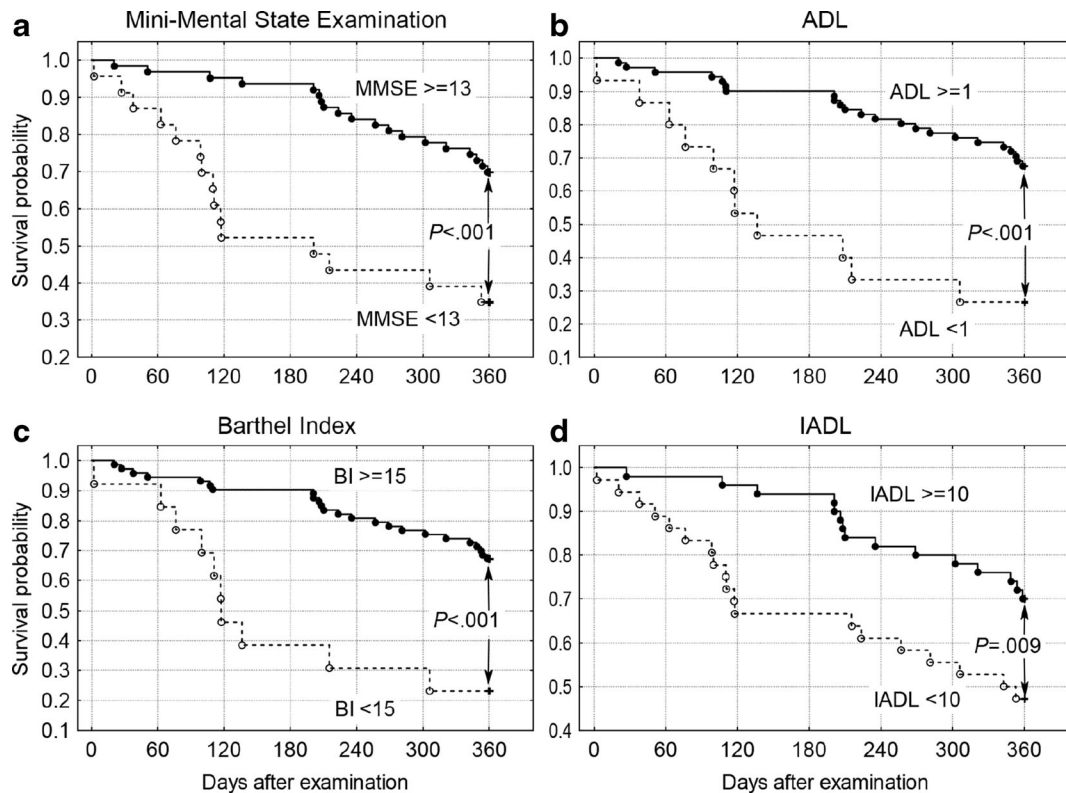 a Mini-Mental State Examination
Survival probability
1.0
0.9
0.8
0.7
0.6
0.5
0.4
0.3
0.2
MMSE >=13
P<.001
MMSE <13
0 60 120 180 240 300 360
b ADL
1.0
0.9
0.8
0.7
0.6
0.5
0.4
0.3
0.2
0.1
ADL >=1
P<.001
ADL <1
0 60 120 180 240 300 360
c Barthel Index
Survival probability
1.0
0.9
0.8
0.7
0.6
0.5
0.4
0.3
0.2
0.1
BI >=15
P<.001
BI <15
0 60 120 180 240 300 360
Days after examination
d IADL
1.0
0.9
0.8
0.7
0.6
0.5
0.4
IADL >=10
P=.009
IADL <10
0 60 120 180 240 300 360
Days after examination